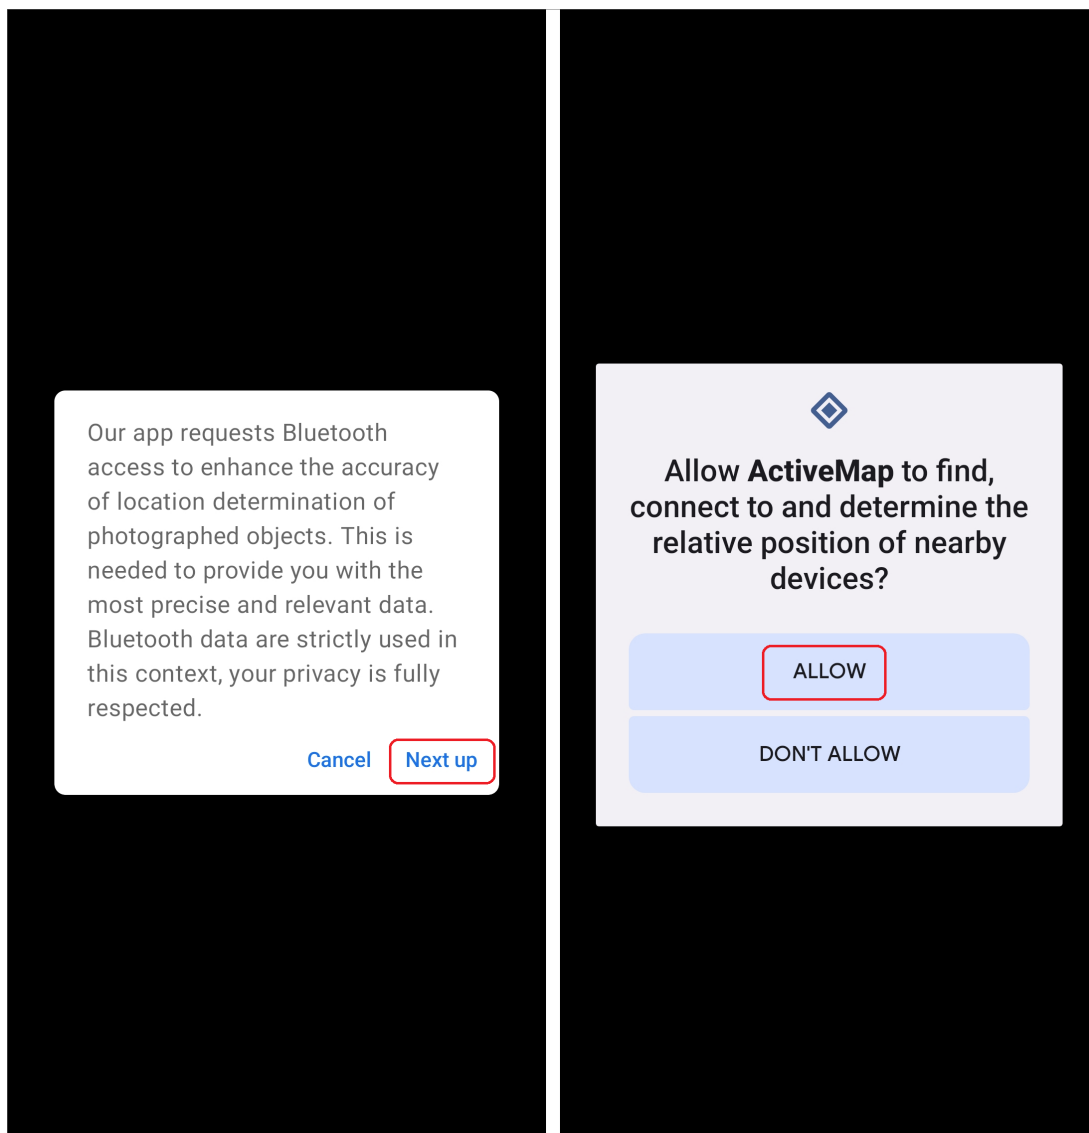 Our app requests Bluetooth
access to enhance the accuracy
of location determination of
photographed objects. This is
needed to provide you with the
most precise and relevant data.
Bluetooth data are strictly used in
this context, your privacy is fully
respected.
Cancel Next up
Allow ActiveMap to find,
connect to and determine the
relative position of nearby
devices?
ALLOW
DON'T ALLOW